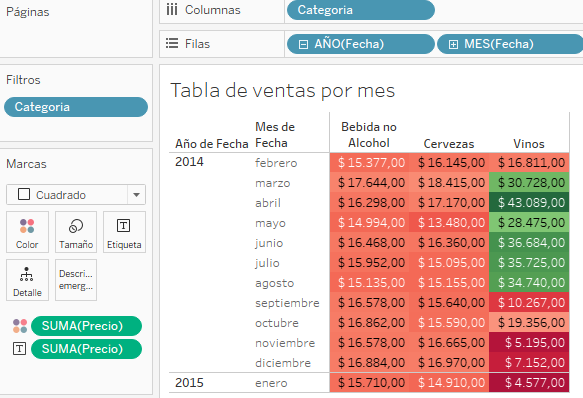 Páginas
Columnas
Categoria
Filas
AÑO(Fecha)
MES(Fecha)
Filtros
Categoria
Marcas
Cuadrado
Color
Tamaño
Etiqueta
Detalle
Descri...
emerg...
SUMA(Precio)
SUMA(Precio)
Tabla de ventas por mes
Año de Fecha
Mes de
Fecha
Bebida no
Alcohol
Cervezas
Vinos
2014 febrero $ 15.377,00 $ 16.145,00 $ 16.811,00
marzo $ 17.644,00 $ 18.415,00 $ 30.728,00
abril $ 16.298,00 $ 17.170,00 $ 43.089,00
mayo $ 14.994,00 $ 13.480,00 $ 28.475,00
junio $ 16.468,00 $ 16.360,00 $ 36.684,00
julio $ 15.952,00 $ 15.095,00 $ 35.725,00
agosto $ 15.135,00 $ 15.155,00 $ 34.740,00
septiembre $ 16.578,00 $ 15.640,00 $ 10.267,00
octubre $ 16.862,00 $ 15.590,00 $ 19.356,00
noviembre $ 16.578,00 $ 16.665,00 $ 5.195,00
diciembre $ 16.884,00 $ 16.970,00 $ 7.152,00
2015 enero $ 15.710,00 $ 14.910,00 $ 4.577,00